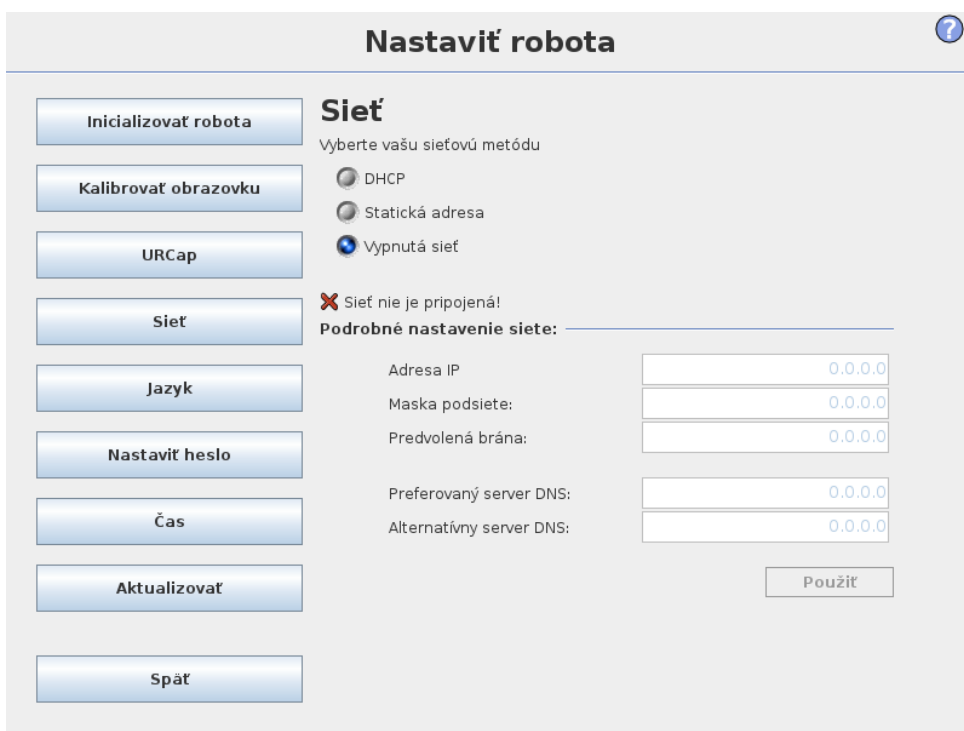 Nastaviť robota
?
Inicializovať robota
Kalibrovať obrazovku
URCap
Sieť
Jazyk
Nastaviť heslo
Čas
Aktualizovať
Späť
Sieť
Vyberte vašu sieťovú metódu
DHCP
Statická adresa
Vypnutá sieť
Sieť nie je pripojená!
Podrobné nastavenie siete:
Adresa IP 0.0.0.0
Maska podsiete: 0.0.0.0
Predvolená brána: 0.0.0.0
Preferovaný server DNS: 0.0.0.0
Alternatívny server DNS: 0.0.0.0
Použiť